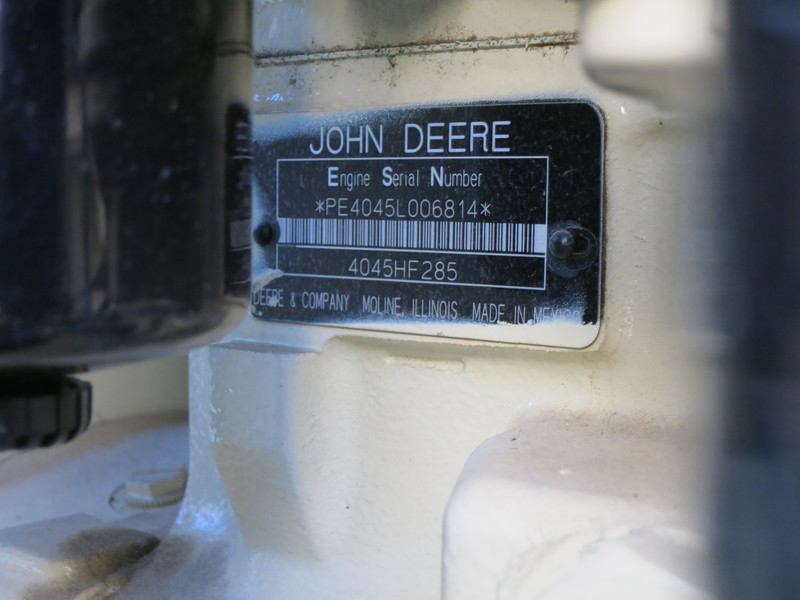 JOHN DEERE
Engine Serial Number
*PE4045L006814*
4045HF285
DEERE & COMPANY MOLINE, ILLINOIS MADE IN MEXICO